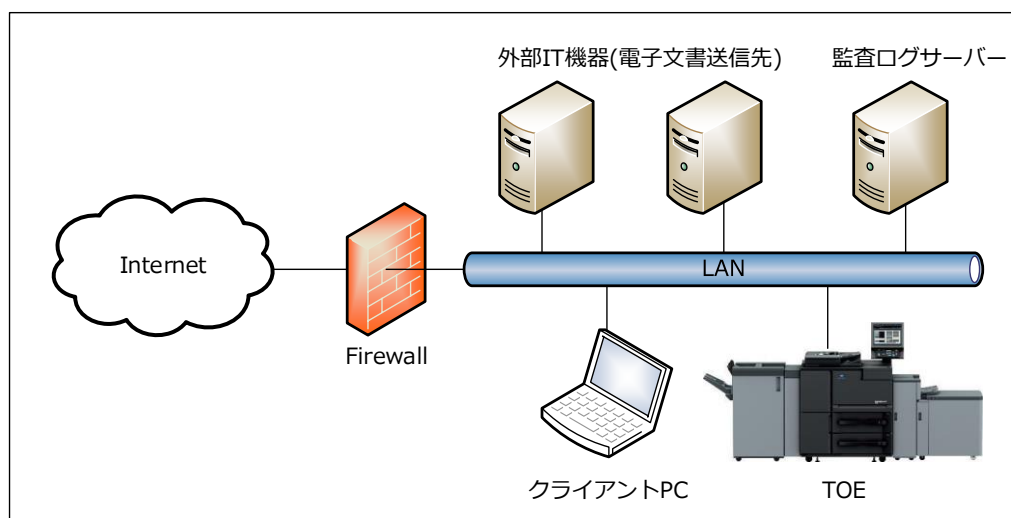 外部IT機器(電子文書送信先)
監査ログサーバー
Internet
LAN
Firewall
クライアントPC
TOE